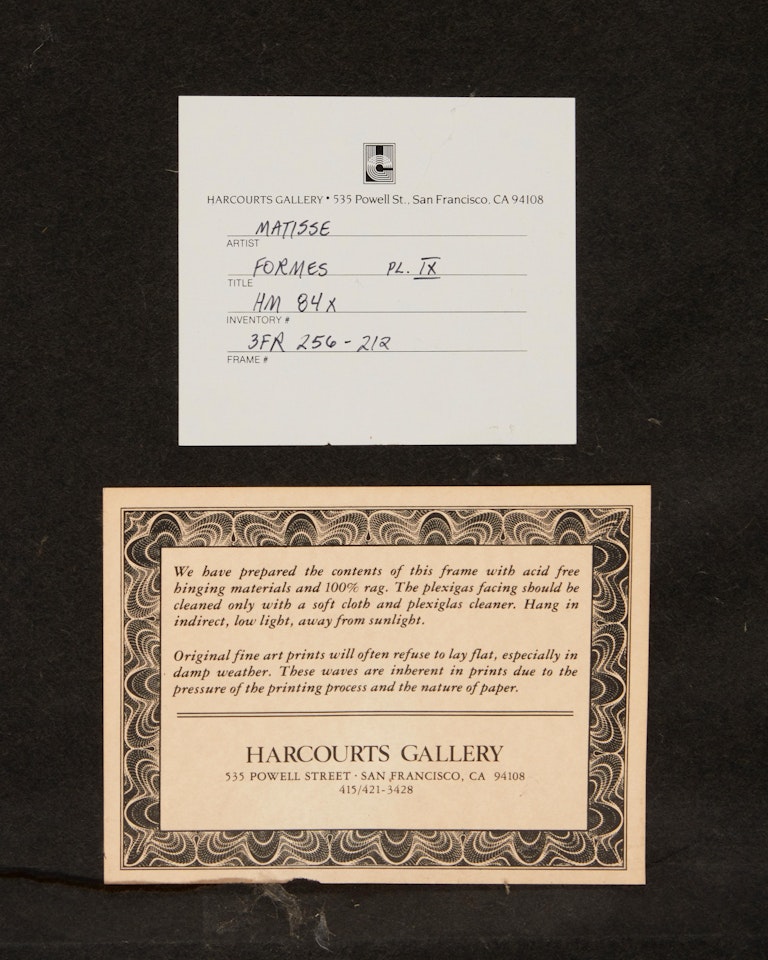 HARCOURTS GALLERY • 535 Powell St., San Francisco, CA 94108
MATISSE
ARTIST
FORMES PL. IX
TITLE
HM 84x
INVENTORY #
3FR 256-212
FRAME #
We have prepared the contents of this frame with acid free
hinging materials and 100% rag. The plexigas facing should be
cleaned only with a soft cloth and plexiglas cleaner. Hang in
indirect, low light, away from sunlight.
Original fine art prints will often refuse to lay flat, especially in
damp weather. These waves are inherent in prints due to the
pressure of the printing process and the nature of paper.
HARCOURTS GALLERY
535 POWELL STREET · SAN FRANCISCO, CA 94108
415/421-3428